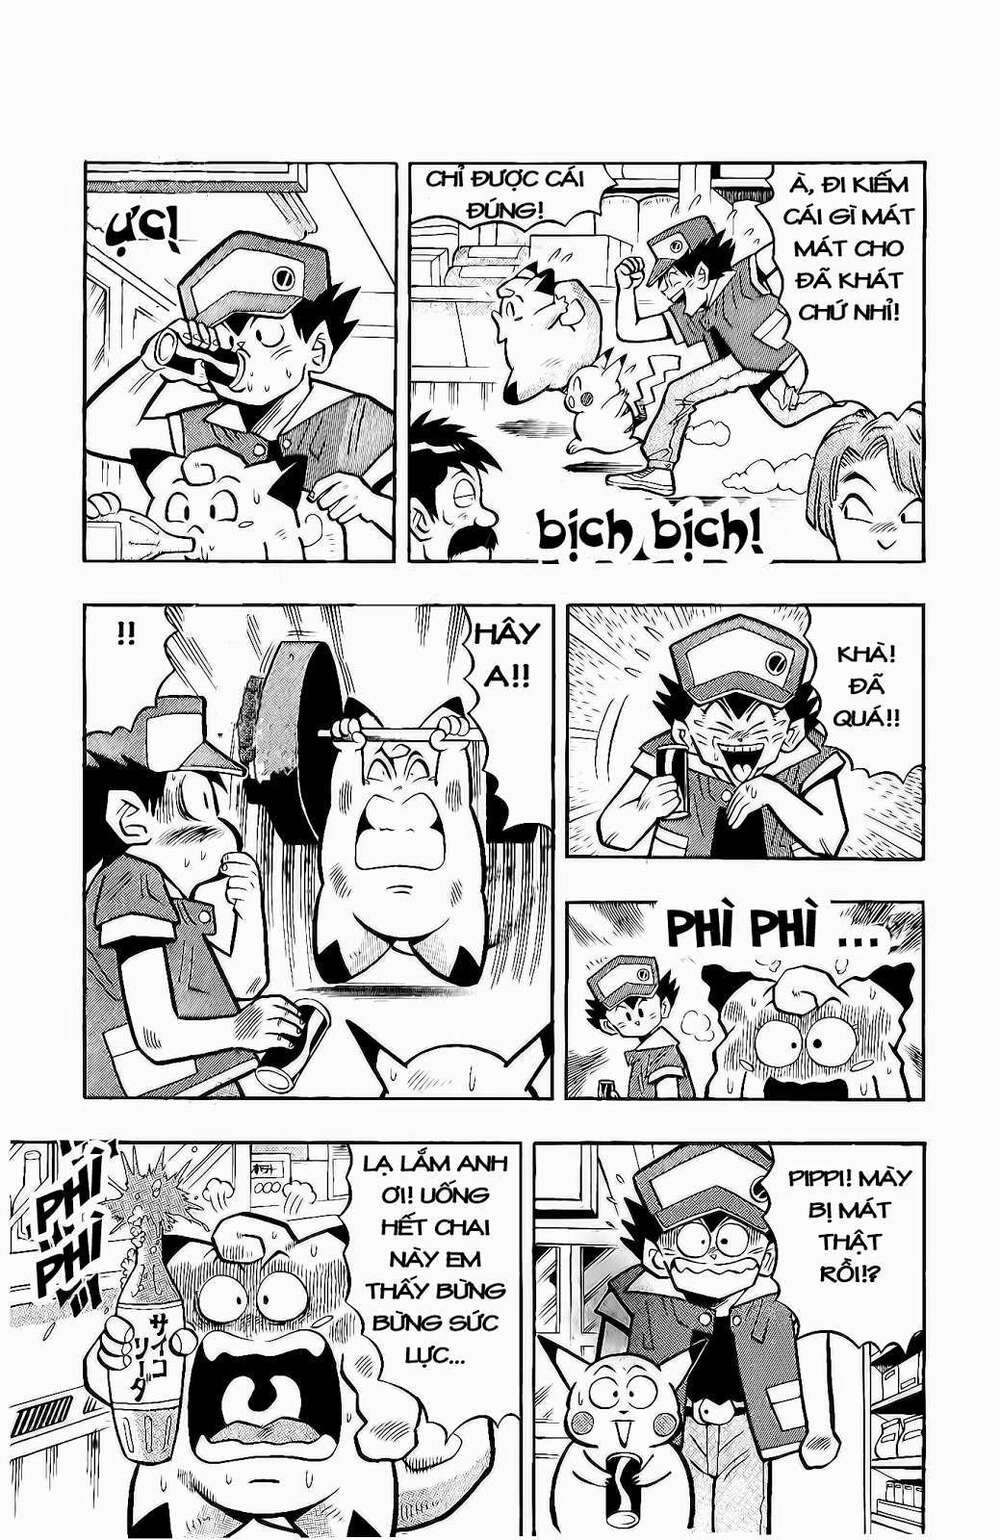 À, ĐI KIẾM
CÁI GÌ MÁT
MÁT CHO
ĐÃ KHÁT
CHỨ NHỈ!
CHỈ ĐƯỢC CÁI
ĐÚNG!
bịch bịch!
ỰC!
KHÀ!
ĐÃ
QUÁ!!
HÂY
A!!
!!
PHÌ PHÌ ...
PIPPI! MÀY
BỊ MÁT
THẬT
RỒI!?
LẠ LẮM ANH
ƠI! UỐNG
HẾT CHAI
NÀY EM
THẤY BỪNG
BỪNG SỨC
LỰC...
PHÌ
PHÌ
!!
サイコ
ソーダ